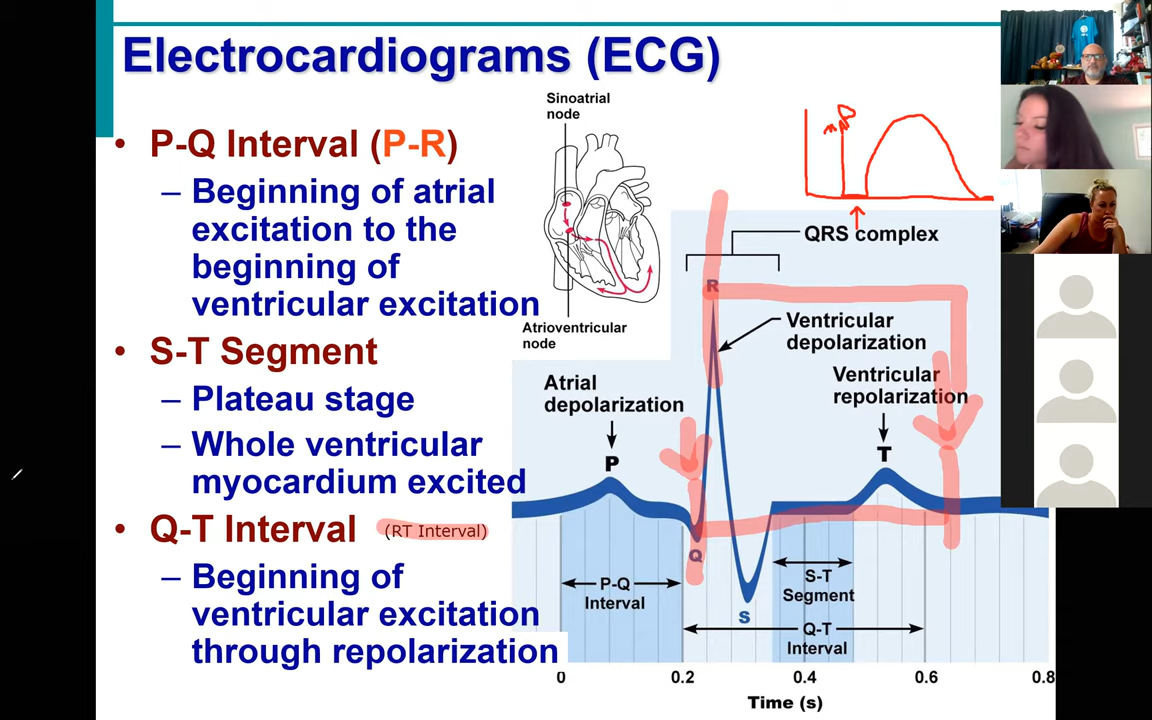 Electrocardiograms (ECG)
• P-Q Interval (P-R)
– Beginning of atrial
excitation to the
beginning of
ventricular excitation
• S-T Segment
– Plateau stage
– Whole ventricular
myocardium excited
• Q-T Interval (RT Interval)
– Beginning of
ventricular excitation
through repolarization
Sinoatrial
node
Atrioventricular
node
QRS complex
R
Ventricular
depolarization
Atrial
depolarization
Ventricular
repolarization
P
T
Q
S
P-Q
Interval
S-T
Segment
Q-T
Interval
0 0.2 0.4 0.6 0.8
Time (s)